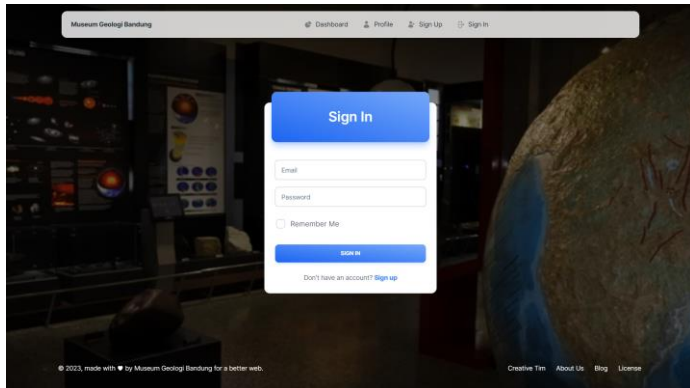 Museum Geologi Bandung
Dashboard Profile Sign Up Sign In
Sign In
Email
Password
Remember Me
SIGN IN
Don't have an account? Sign up
© 2023, made with ♥ by Museum Geologi Bandung for a better web.
Creative Tim About Us Blog License